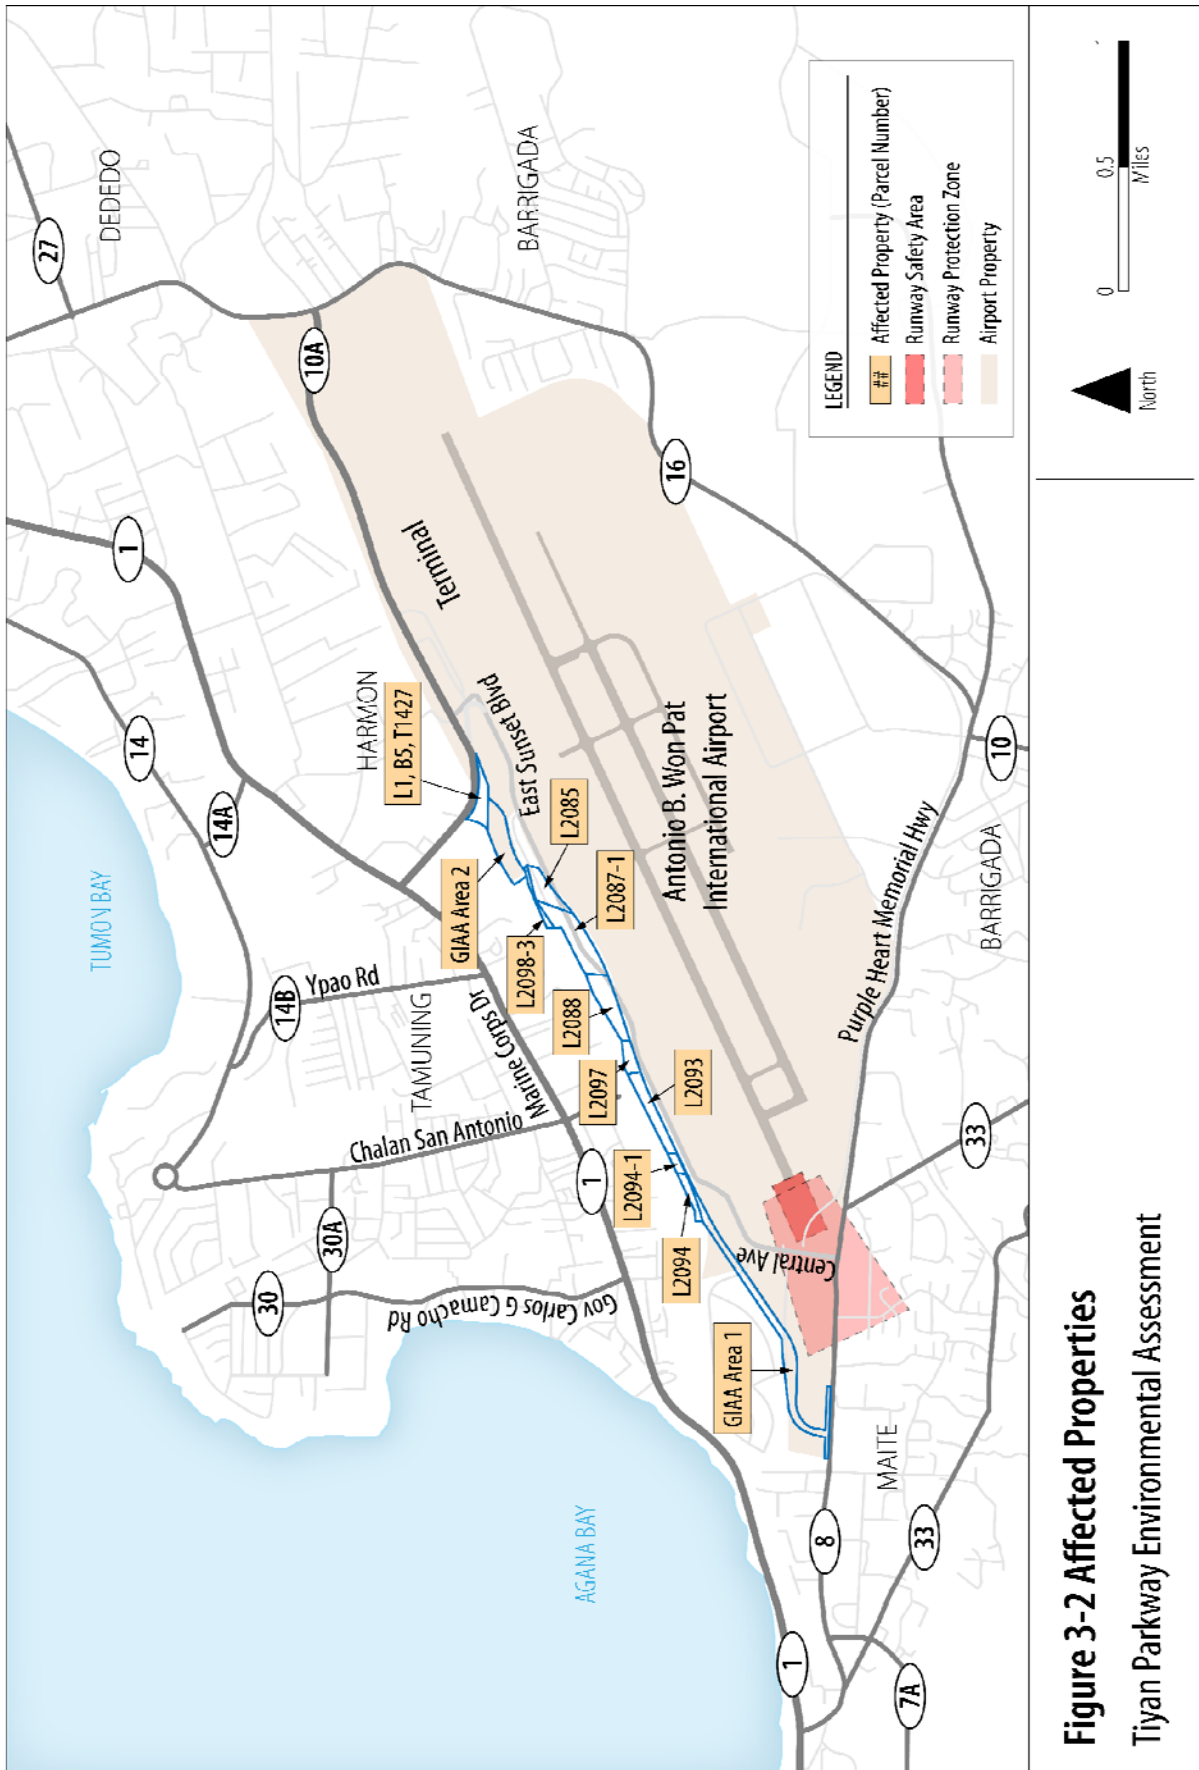 TUMON BAY
AGANA BAY
DEDEDO
BARRIGADA
HARMON
TAMUNING
BARRIGADA
MAITE
27
1
14
14A
14B
10A
16
10
30A
30
1
33
8
33
1
7A
Ypao Rd
Chalan San Antonio
Marine Corps Dr
Gov Carlos G Camacho Rd
East Sunset Blvd
Central Ave
Purple Heart Memorial Hwy
Terminal
Antonio B. Won Pat
International Airport
L1, B5, T1427
GIAA Area 2
L2085
L2087-1
L2098-3
L2088
L2097
L2093
L2094-1
L2094
GIAA Area 1
LEGEND
## Affected Property (Parcel Number)
Runway Safety Area
Runway Protection Zone
Airport Property
North
0 0.5
Miles
Figure 3-2 Affected Properties
Tiyan Parkway Environmental Assessment